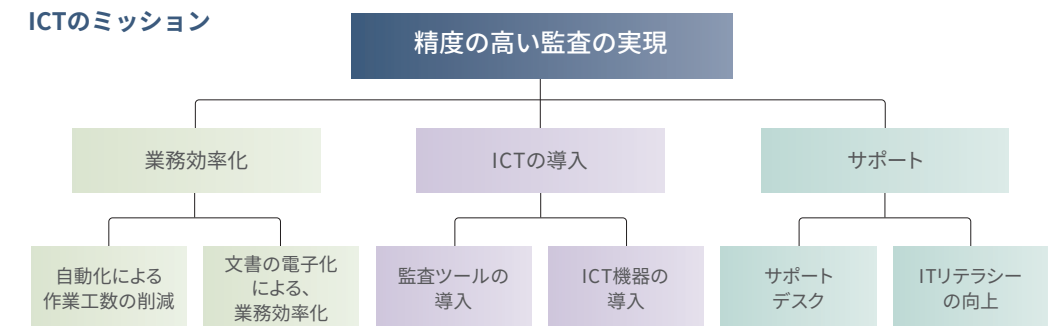 ICTのミッション
精度の高い監査の実現
業務効率化
ICTの導入
サポート
自動化による
作業工数の削減
文書の電子化
による、
業務効率化
監査ツールの
導入
ICT機器の
導入
サポート
デスク
ITリテラシー
の向上